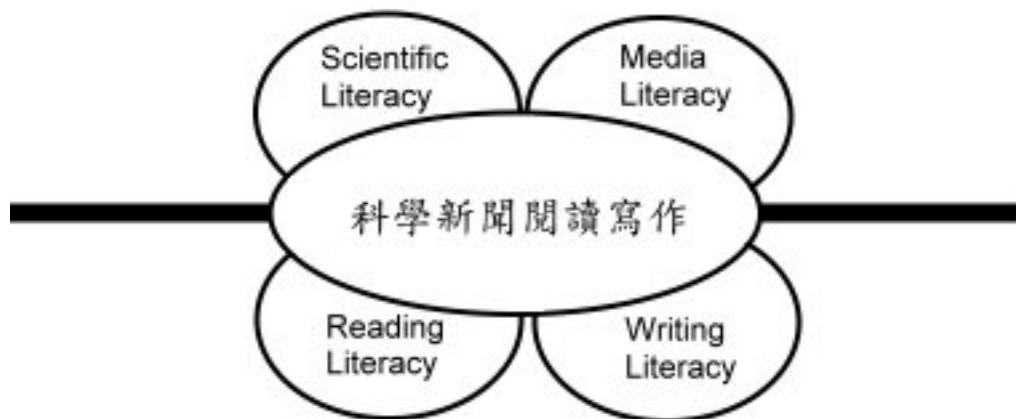 Scientific
Literacy
Media
Literacy
科學新聞閱讀寫作
Reading
Literacy
Writing
Literacy